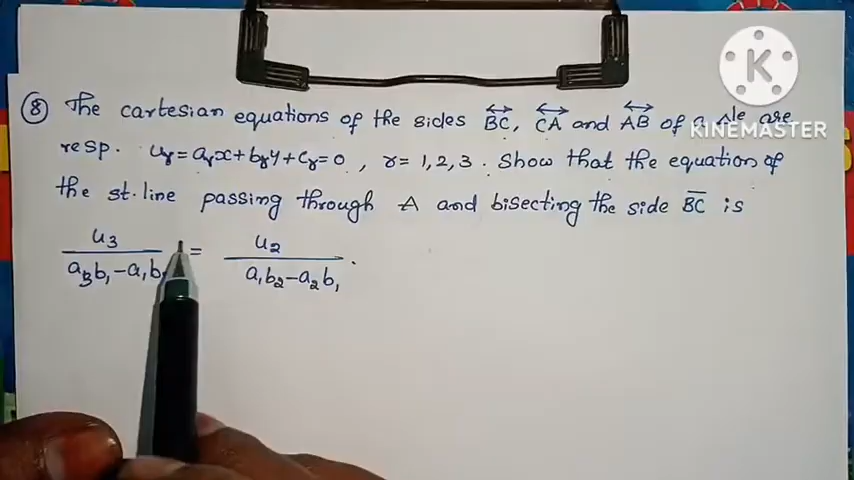 ⑧ The cartesian equations of the sides BC, CA and AB of a Δle are
resp. uᵣ=aᵣx+bᵣy+cᵣ=0, r=1,2,3. Show that the equation of
the st. line passing through A and bisecting the side BC is
u₃ / a₃b₁-a₁b = u₂ / a₁b₂-a₂b₁.
K
KINEMASTER